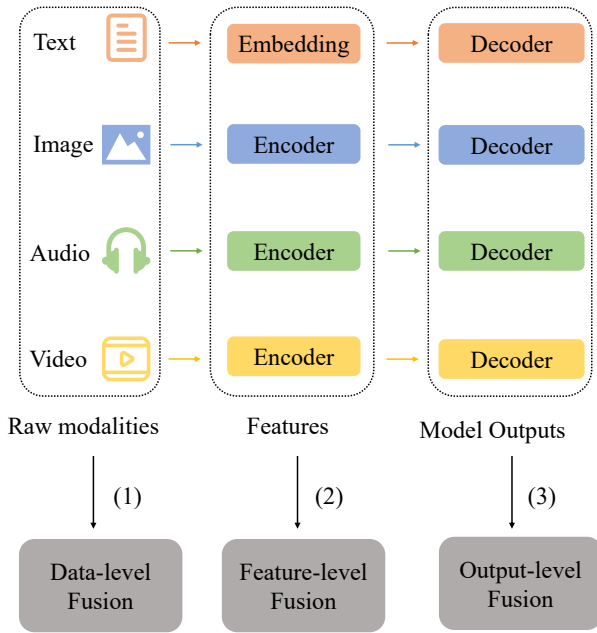 Text
Embedding
Decoder
Image
Encoder
Decoder
Audio
Encoder
Decoder
Video
Encoder
Decoder
Raw modalities
Features
Model Outputs
(1)
(2)
(3)
Data-level
Fusion
Feature-level
Fusion
Output-level
Fusion